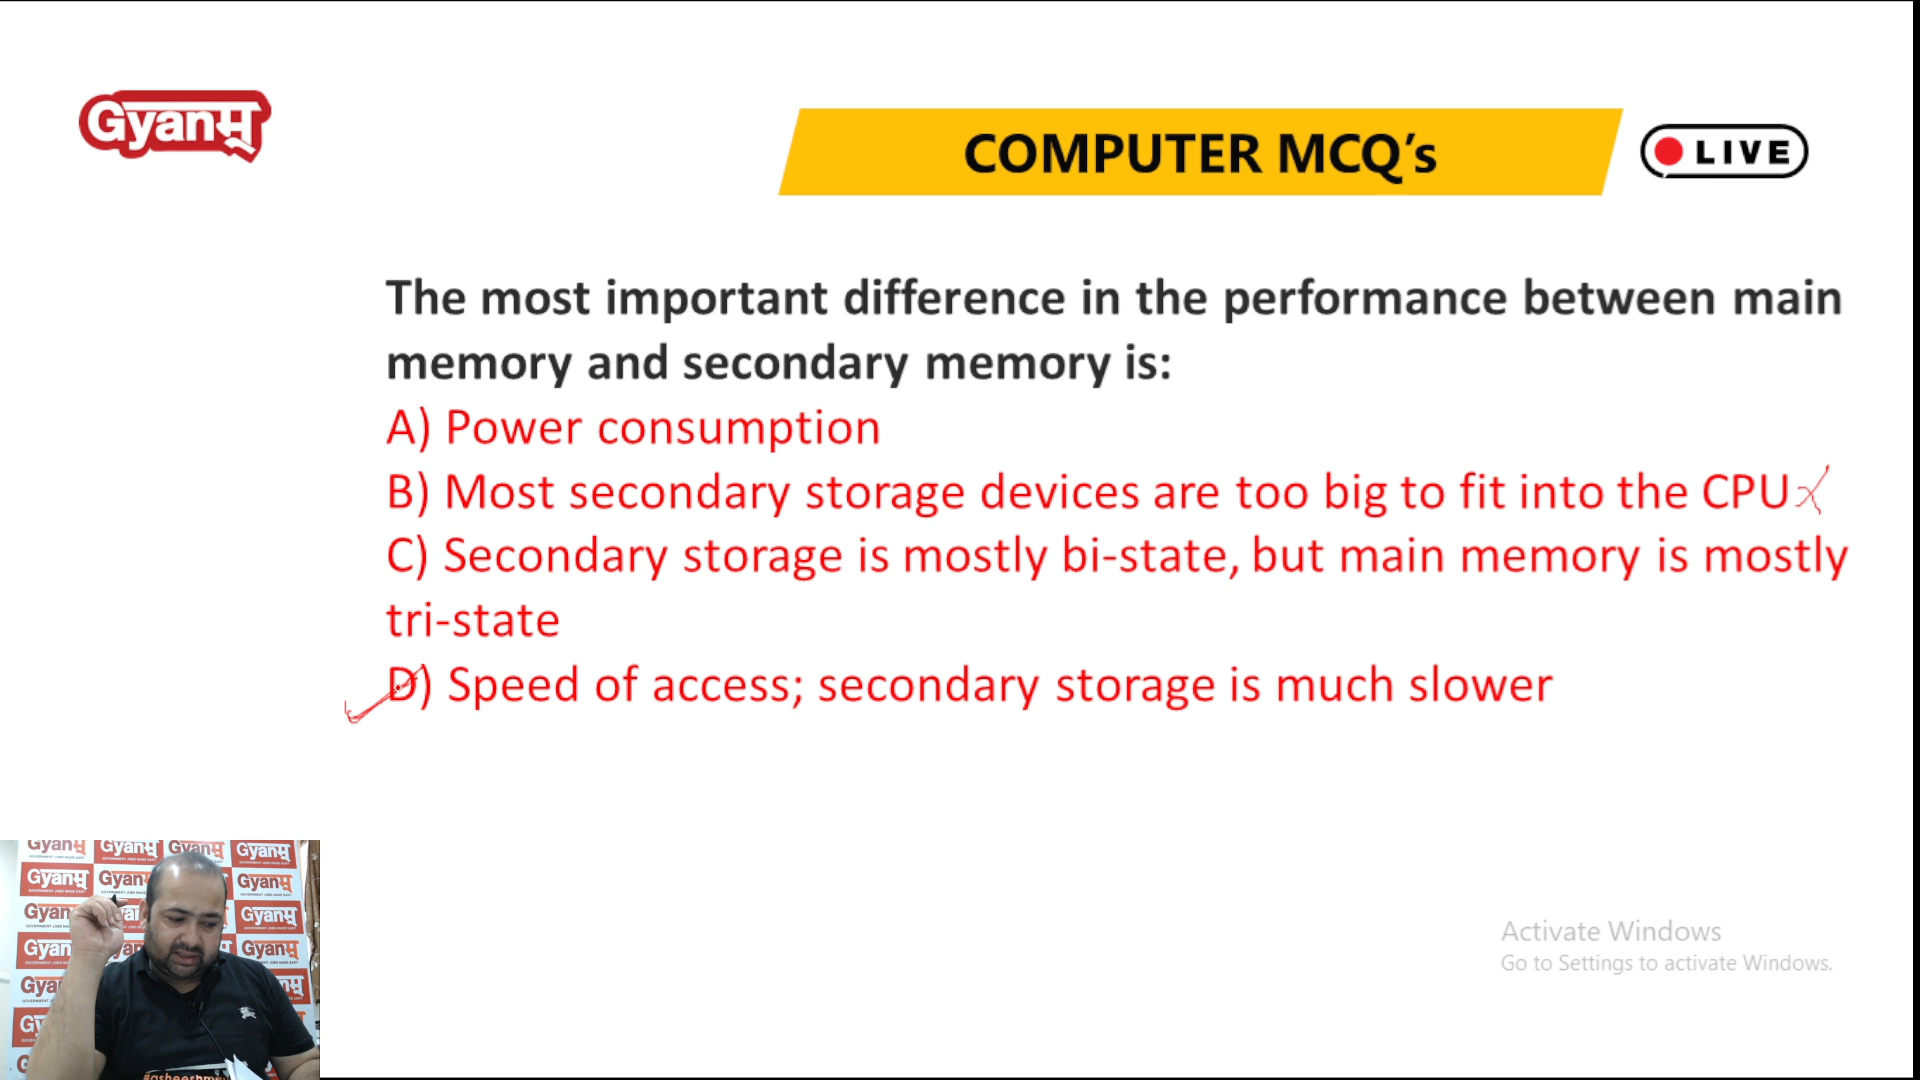 Gyanम्
COMPUTER MCQ’s
LIVE
The most important difference in the performance between main
memory and secondary memory is:
A) Power consumption
B) Most secondary storage devices are too big to fit into the CPU
C) Secondary storage is mostly bi-state, but main memory is mostly
tri-state
D) Speed of access; secondary storage is much slower
Activate Windows
Go to Settings to activate Windows.